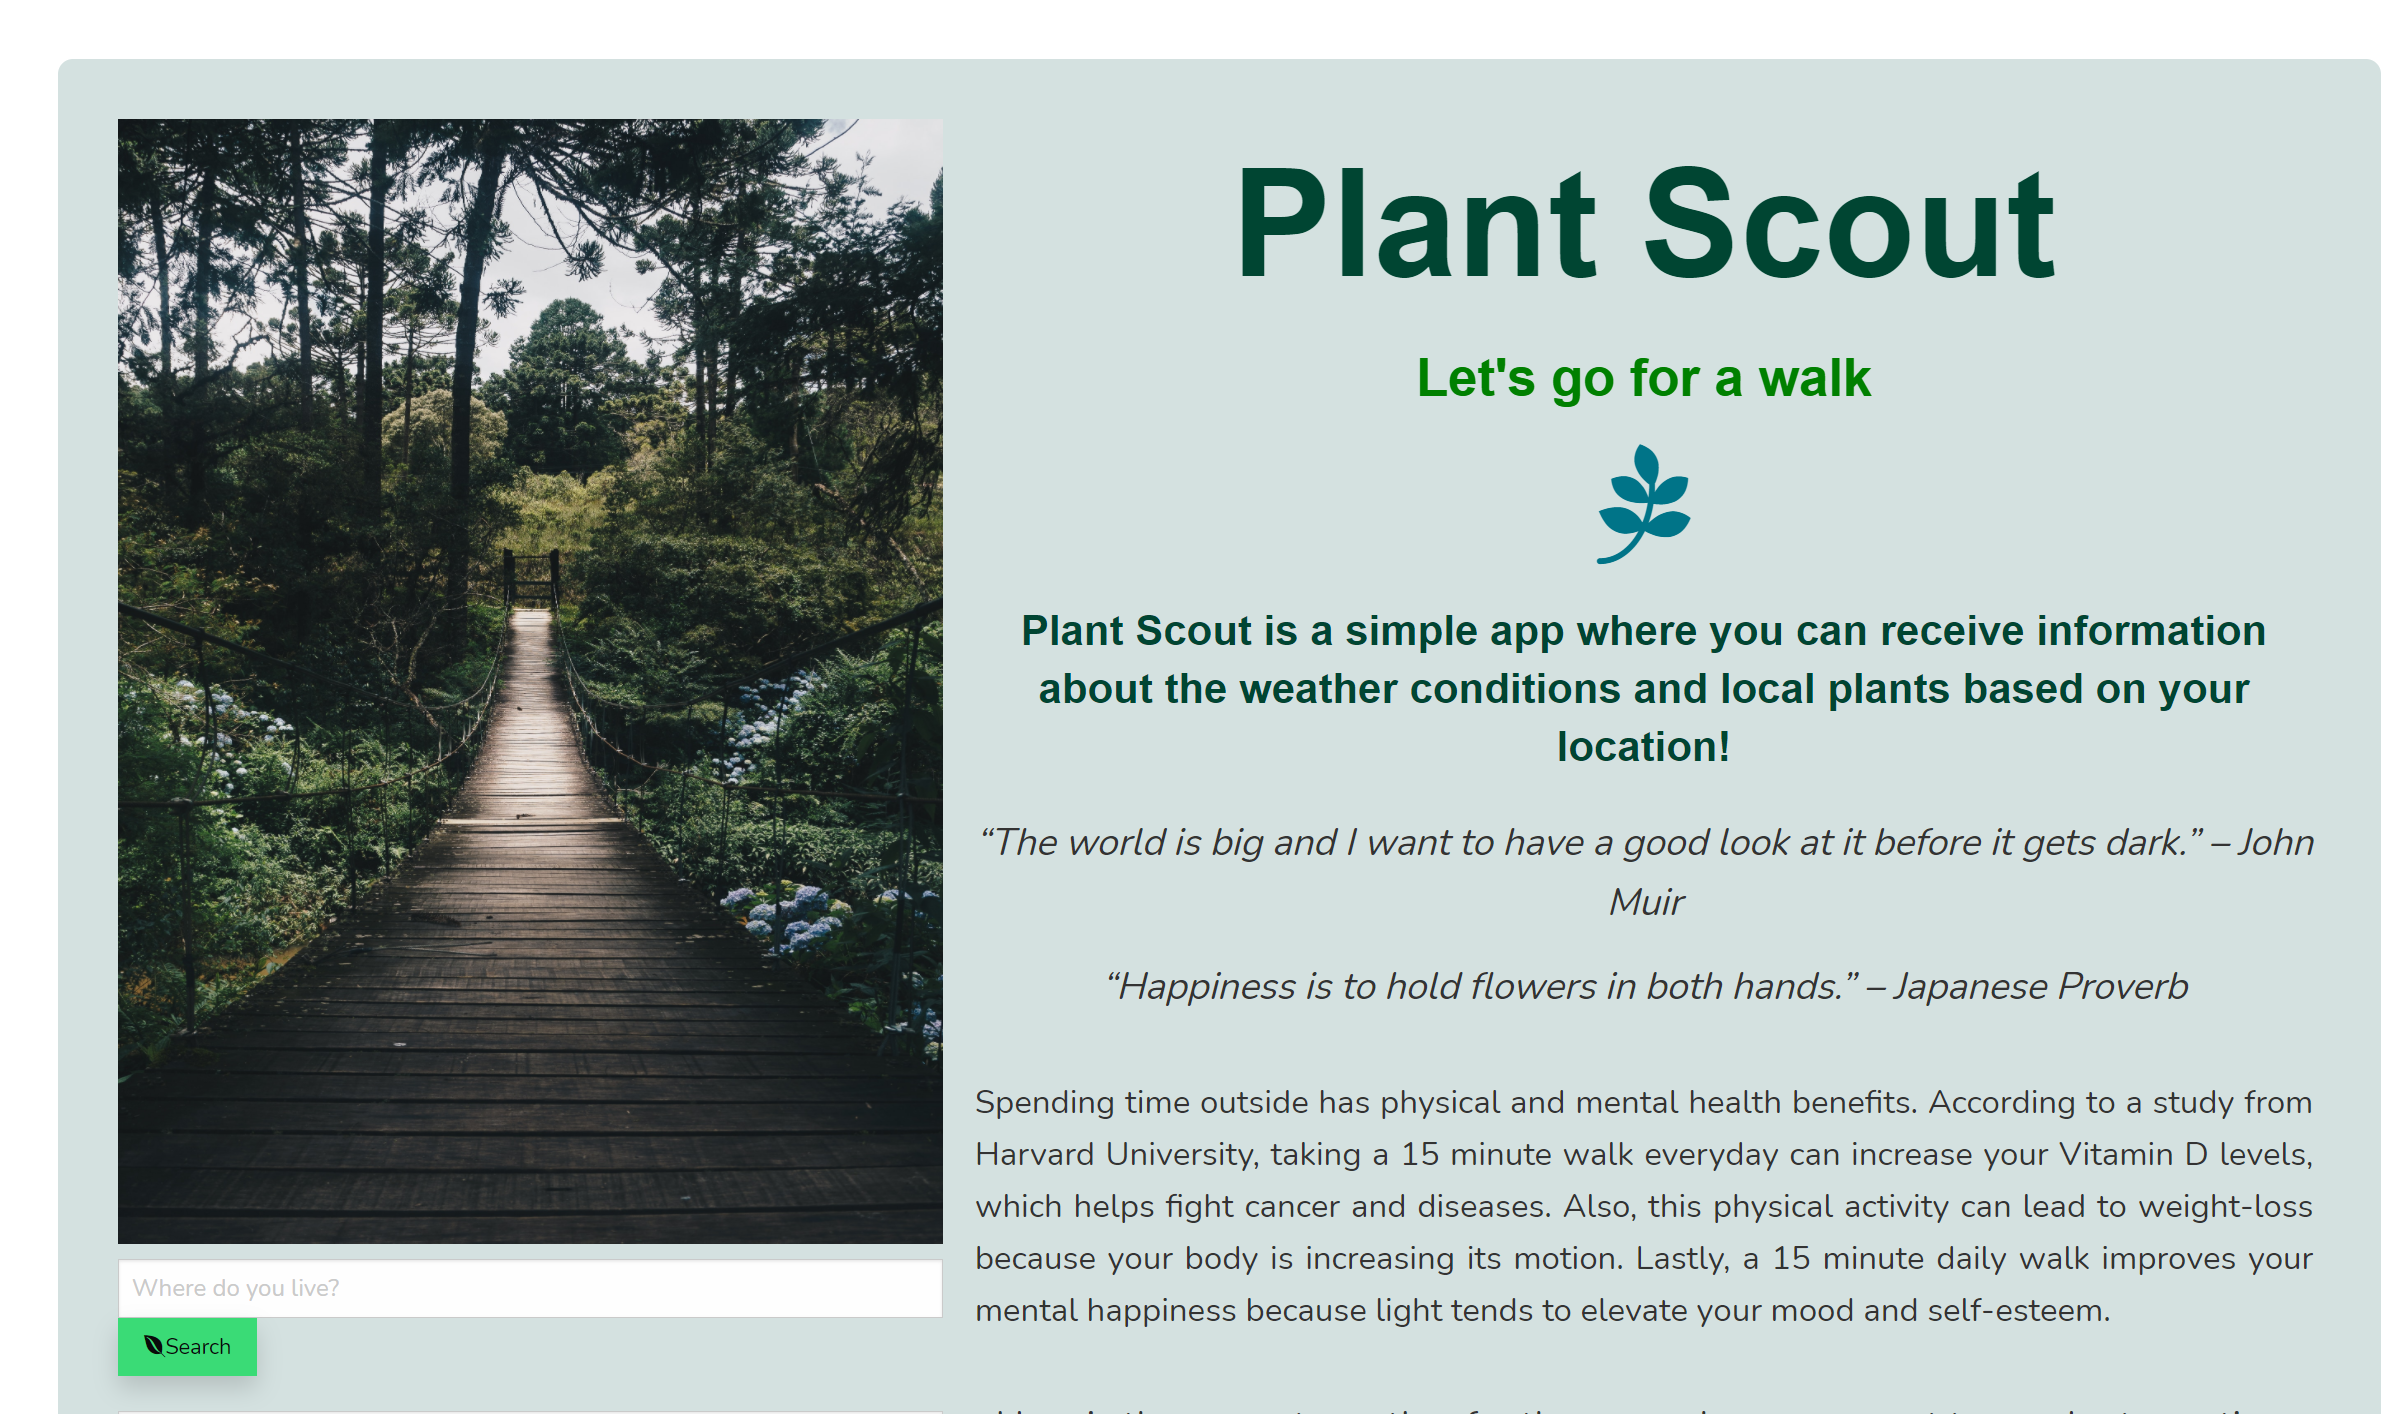 Plant Scout
Let's go for a walk
Plant Scout is a simple app where you can receive information
about the weather conditions and local plants based on your
location!
“The world is big and I want to have a good look at it before it gets dark.” – John
Muir
“Happiness is to hold flowers in both hands.” – Japanese Proverb
Spending time outside has physical and mental health benefits. According to a study from
Harvard University, taking a 15 minute walk everyday can increase your Vitamin D levels,
which helps fight cancer and diseases. Also, this physical activity can lead to weight-loss
because your body is increasing its motion. Lastly, a 15 minute daily walk improves your
mental happiness because light tends to elevate your mood and self-esteem.
Where do you live?
Search